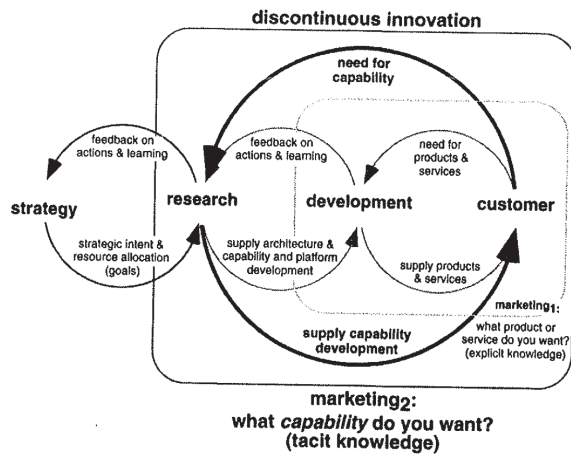 discontinuous innovation
need for
capability
feedback on
actions & learning
feedback on
actions & learning
need for
products &
services
strategy
research
development
customer
strategic intent &
resource allocation
(goals)
supply architecture &
capability and platform
development
supply products
& services
marketing1:
what product or
service do you want?
(explicit knowledge)
supply capability
development
marketing2:
what capability do you want?
(tacit knowledge)